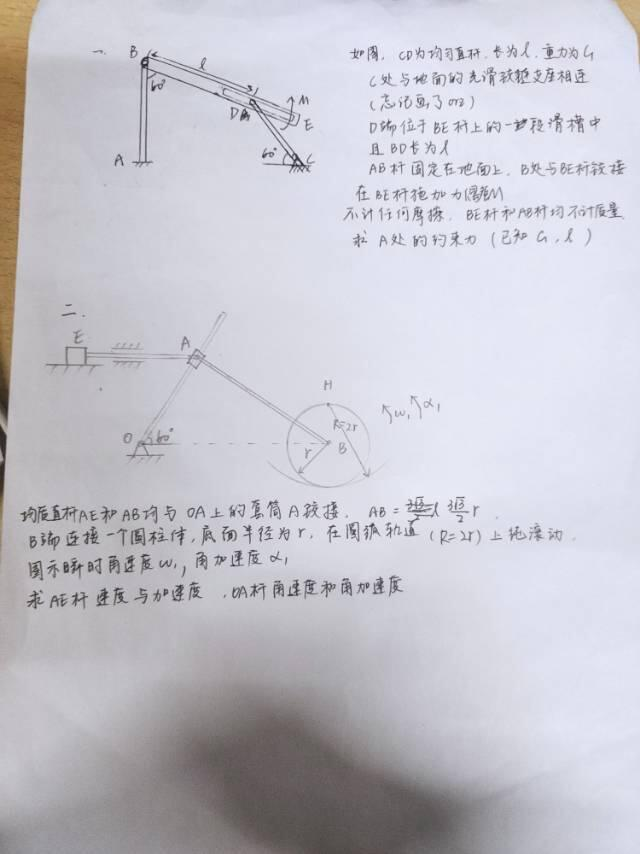 一.
B
l
60°
M
D
E
A
60°
C
如图, CD为均匀直杆, 长为l, 重力为G
C处与地面的光滑铰链支座相连
(忘记画了orz)
D端位于BE杆上的一段滑槽中
且BD长为l
AB杆固定在地面上, B处与BE杆铰接
在BE杆施加力偶矩M
不计任何摩擦, BE杆和AB杆均不计质量
求 A处的约束力 (已知 G, l )
二.
E
A
H
R=2r
ω₁ α₁
O
60°
r
B
均质直杆AE和AB均与OA上的套筒A铰接, AB = r.
B端连接一个圆柱体, 底面半径为r, 在圆弧轨道 (R=2r) 上纯滚动.
图示瞬时角速度ω₁, 角加速度α₁
求AE杆速度与加速度, OA杆角速度和角加速度